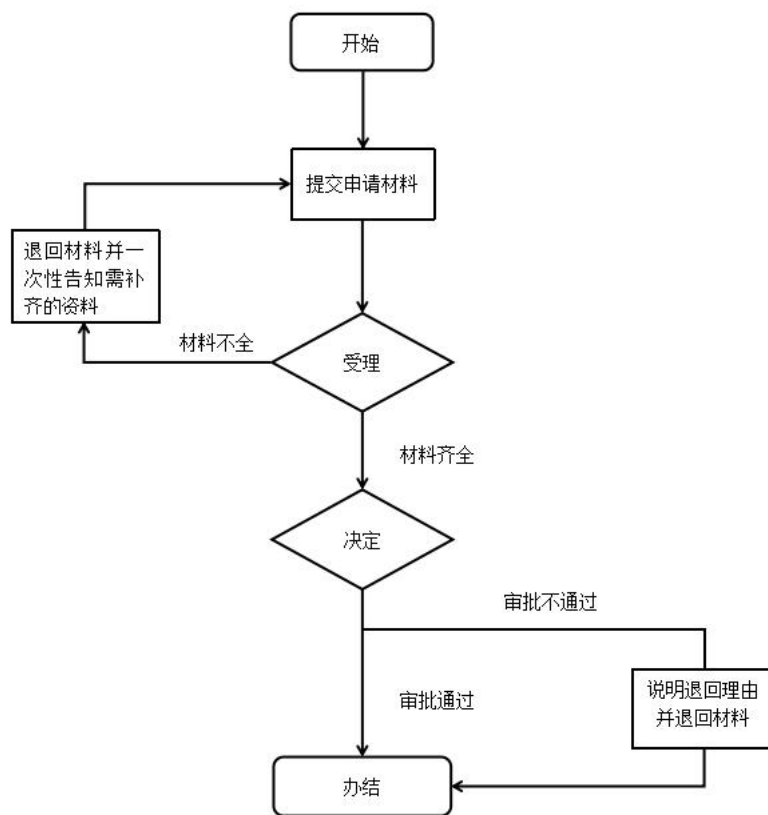 开始
提交申请材料
退回材料并一
次性告知需补
齐的资料
材料不全
受理
材料齐全
决定
审批不通过
审批通过
说明退回理由
并退回材料
办结